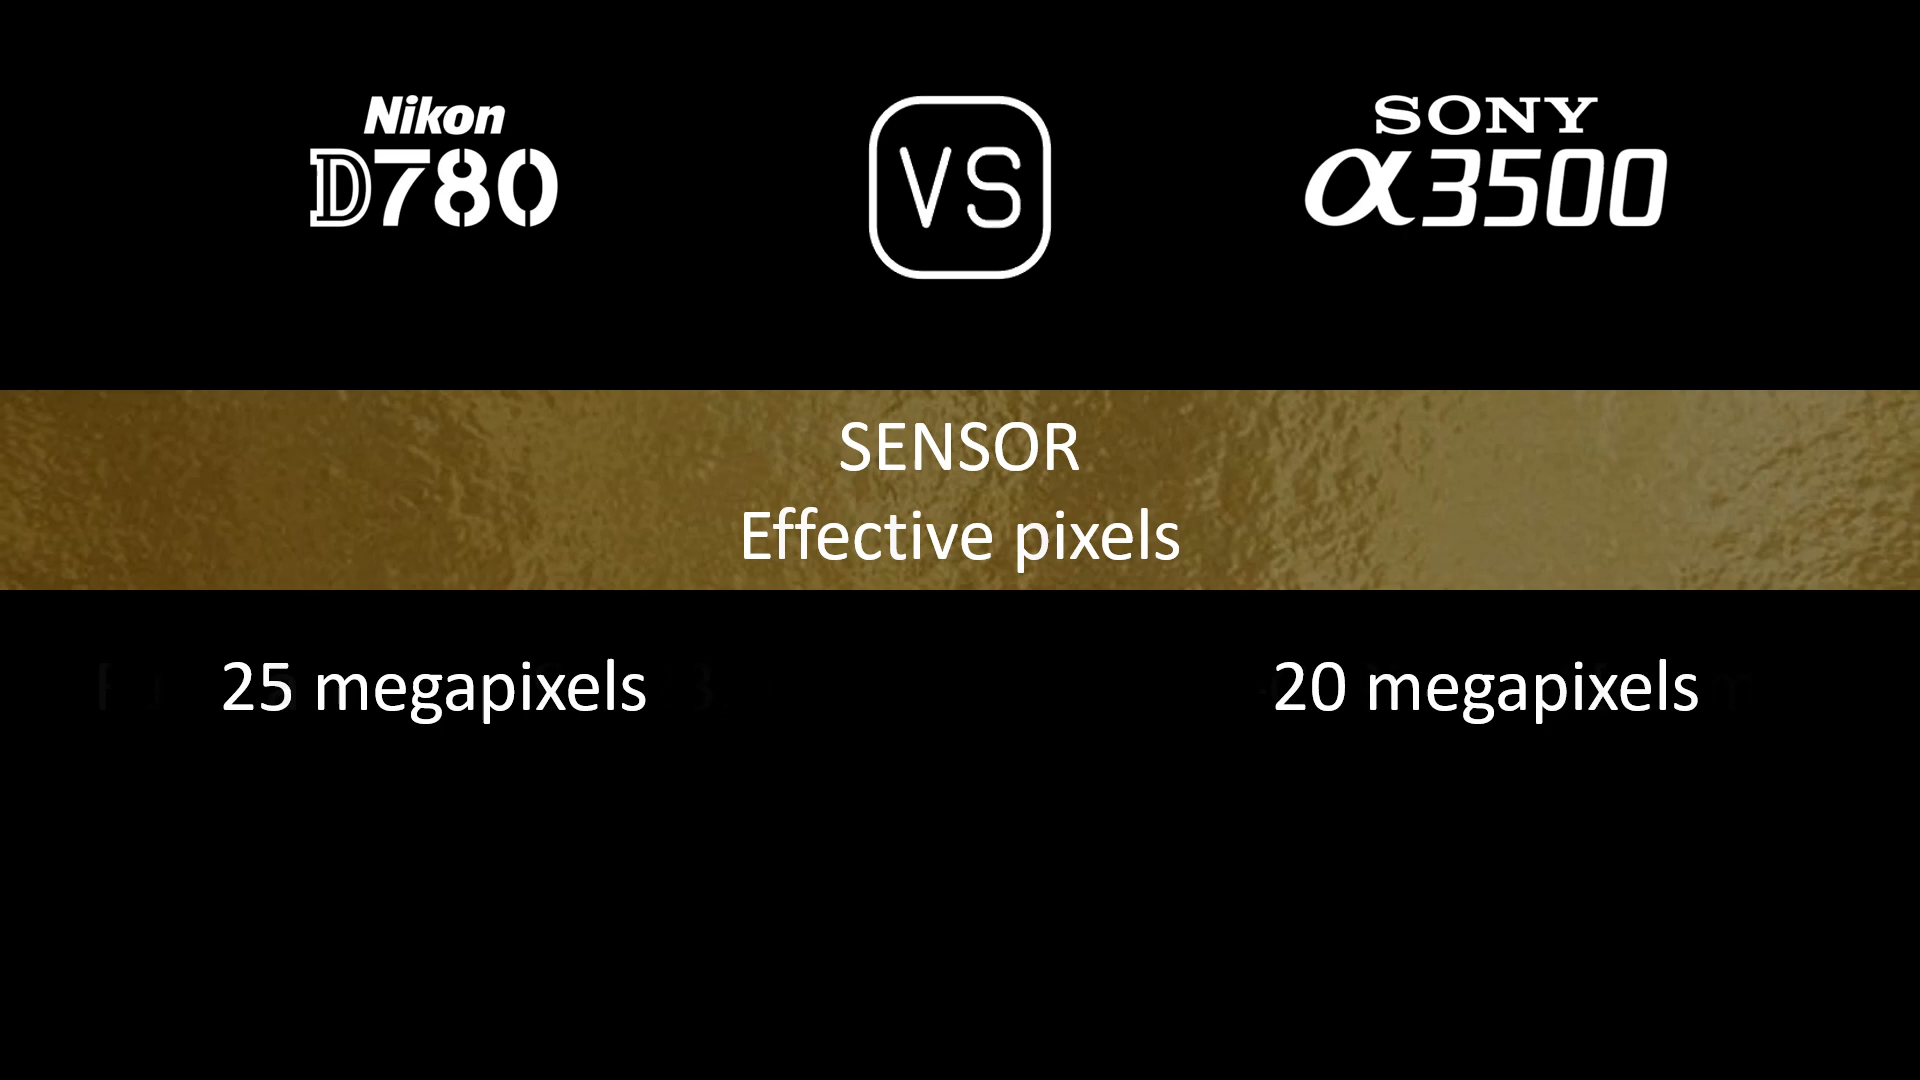 Nikon
D780
VS
SONY
α3500
SENSOR
Effective pixels
25 megapixels
20 megapixels